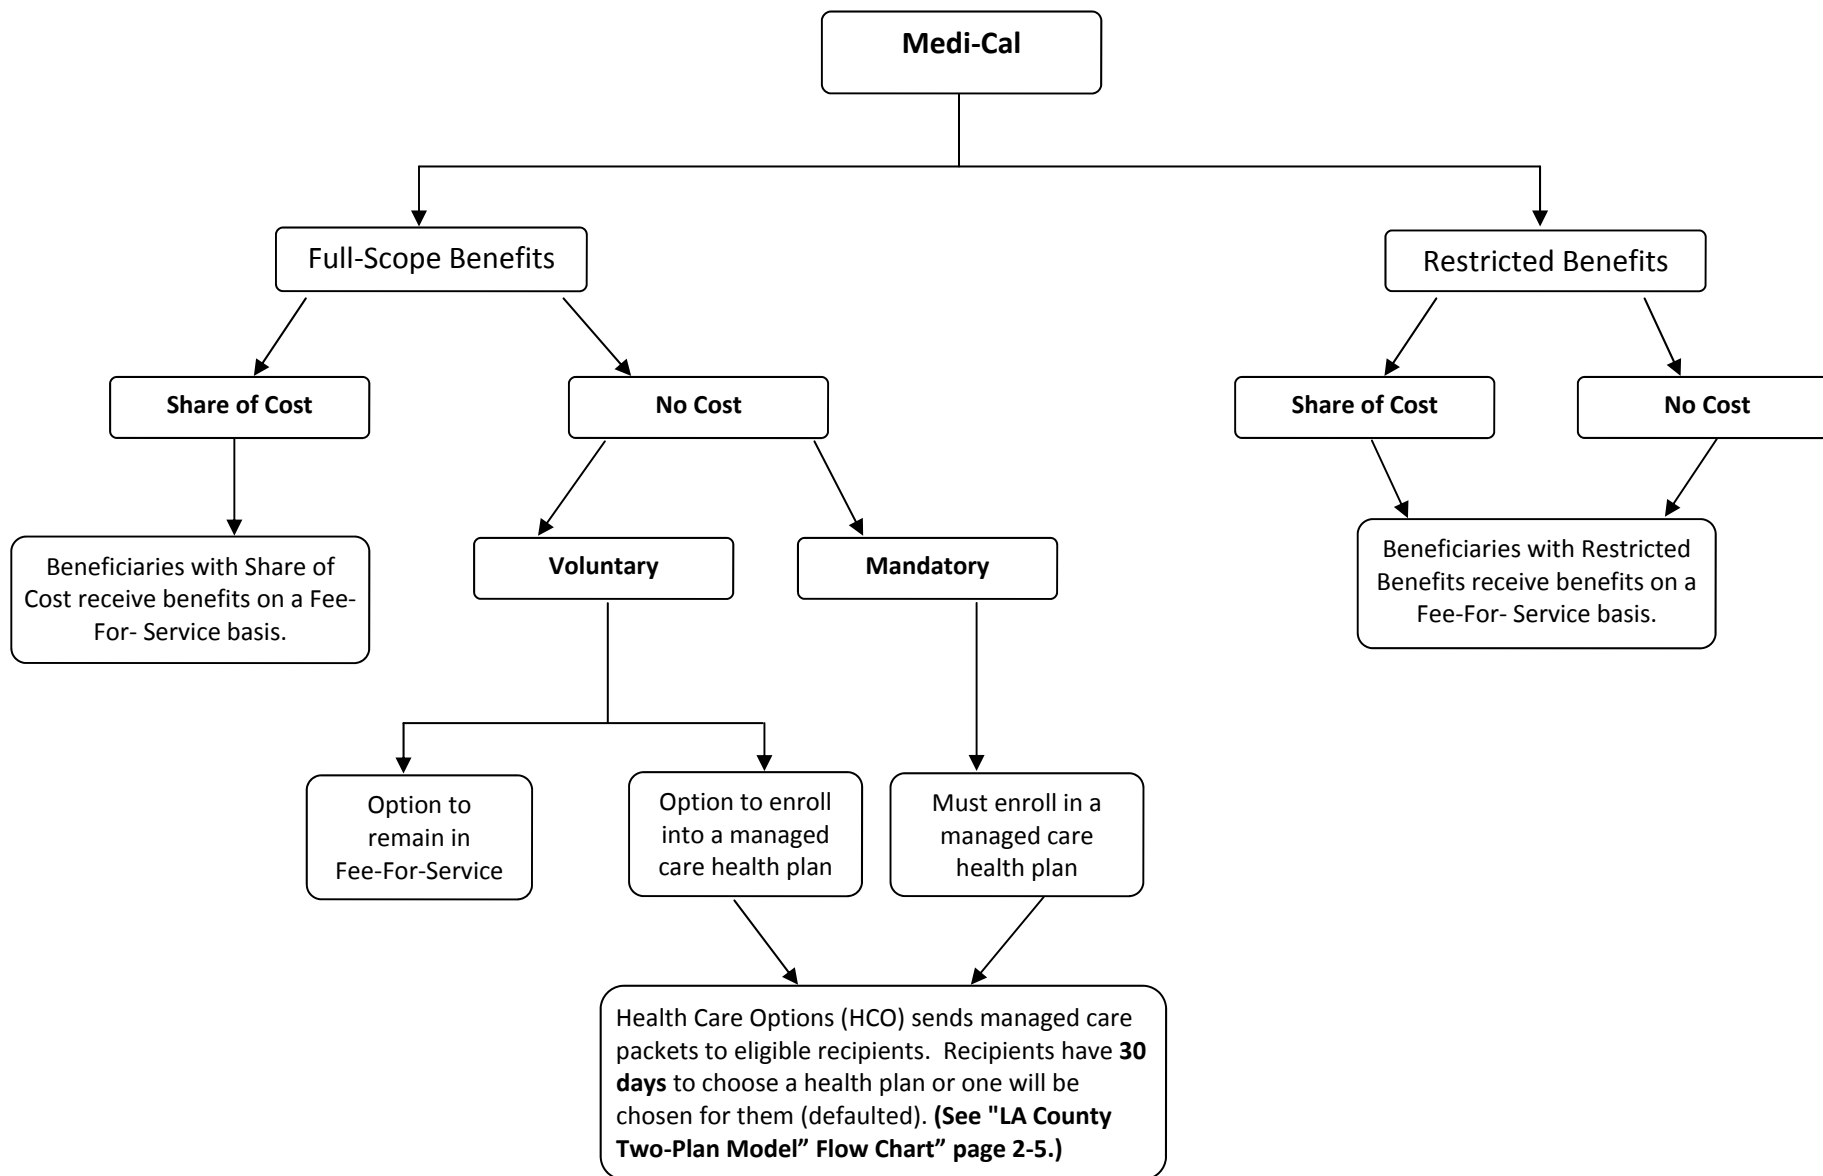 Medi-Cal
Full-Scope Benefits
Restricted Benefits
Share of Cost
No Cost
Share of Cost
No Cost
Beneficiaries with Share of
Cost receive benefits on a Fee-
For- Service basis.
Voluntary
Mandatory
Beneficiaries with Restricted
Benefits receive benefits on a
Fee-For- Service basis.
Option to
remain in
Fee-For-Service
Option to enroll
into a managed
care health plan
Must enroll in a
managed care
health plan
Health Care Options (HCO) sends managed care
packets to eligible recipients.  Recipients have 30
days to choose a health plan or one will be
chosen for them (defaulted). (See "LA County
Two-Plan Model” Flow Chart” page 2-5.)